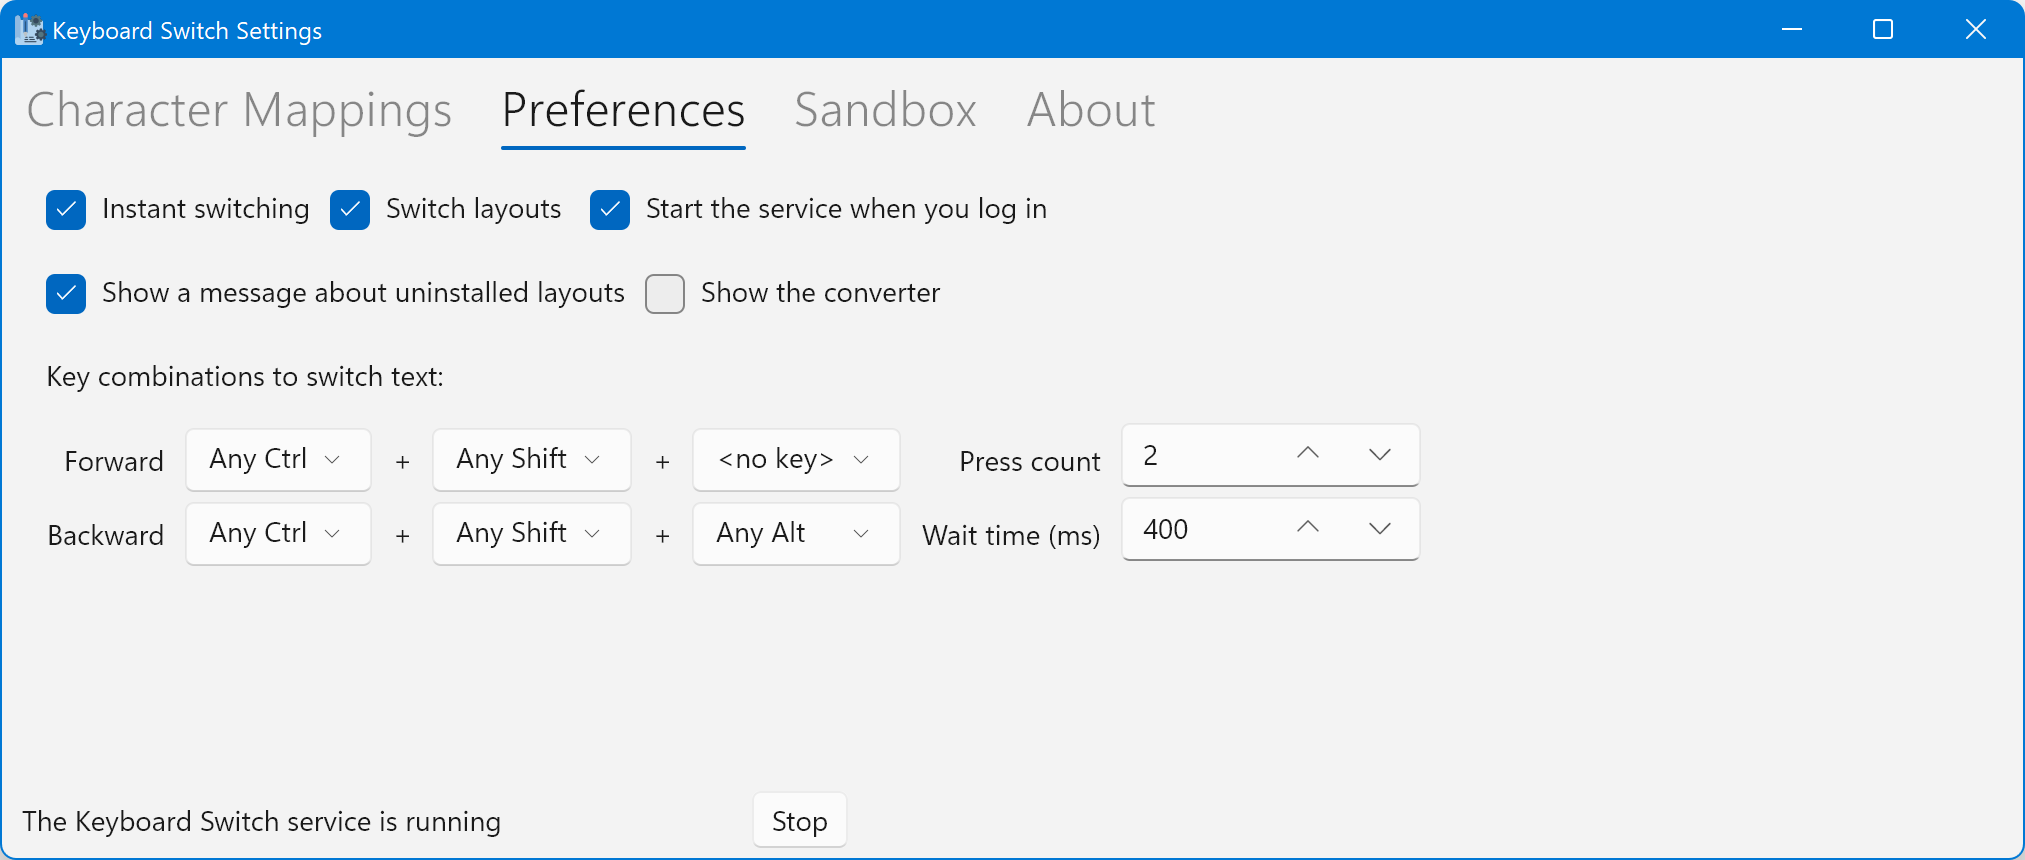 Keyboard Switch Settings
Character Mappings Preferences Sandbox About
Instant switching Switch layouts Start the service when you log in
Show a message about uninstalled layouts Show the converter
Key combinations to switch text:
Forward Any Ctrl + Any Shift + <no key> Press count 2
Backward Any Ctrl + Any Shift + Any Alt Wait time (ms) 400
The Keyboard Switch service is running Stop